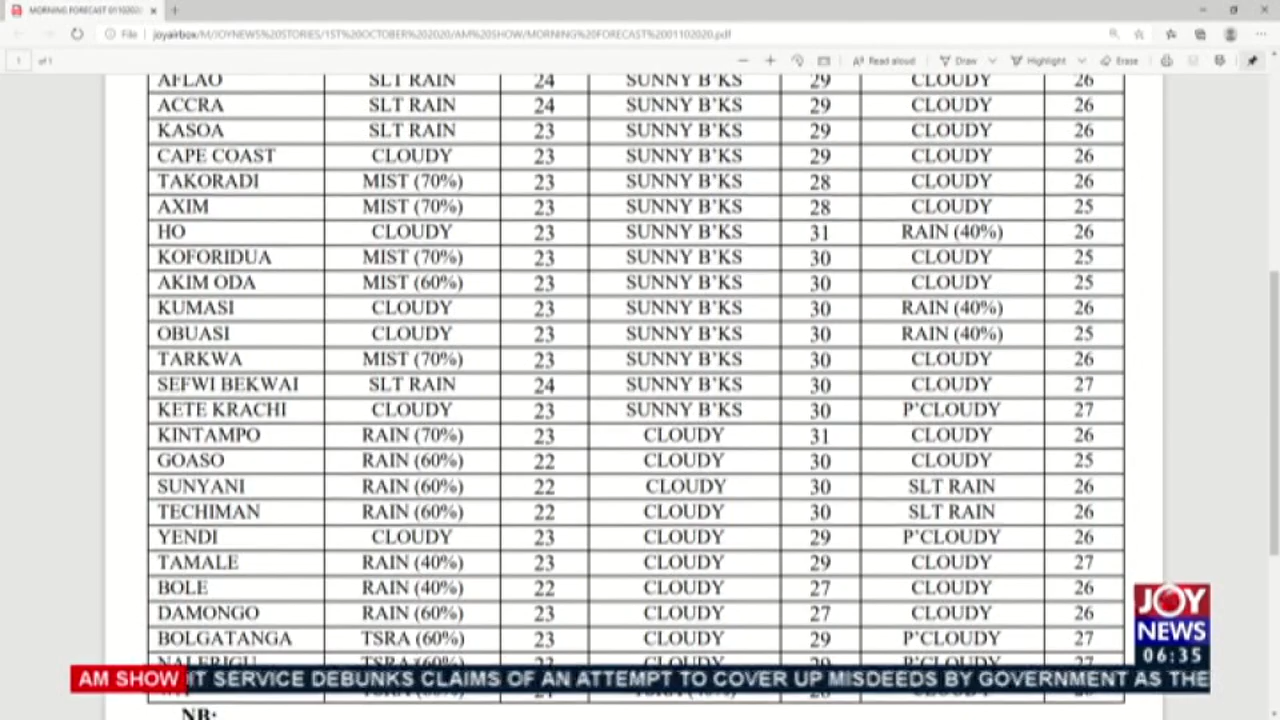 MORNING FORECAST 01102020
File joyairbox/M/JOYNEWS%20STORIES/1ST%20OCTOBER%202020/AM%20SHOW/MORNING%20FORECAST%2001102020.pdf
1 of 1 Read aloud Draw Highlight Erase
AFLAO SLT RAIN 24 SUNNY B'KS 29 CLOUDY 26
ACCRA SLT RAIN 24 SUNNY B'KS 29 CLOUDY 26
KASOA SLT RAIN 23 SUNNY B'KS 29 CLOUDY 26
CAPE COAST CLOUDY 23 SUNNY B'KS 29 CLOUDY 26
TAKORADI MIST (70%) 23 SUNNY B'KS 28 CLOUDY 26
AXIM MIST (70%) 23 SUNNY B'KS 28 CLOUDY 25
HO CLOUDY 23 SUNNY B'KS 31 RAIN (40%) 26
KOFORIDUA MIST (70%) 23 SUNNY B'KS 30 CLOUDY 25
AKIM ODA MIST (60%) 23 SUNNY B'KS 30 CLOUDY 25
KUMASI CLOUDY 23 SUNNY B'KS 30 RAIN (40%) 26
OBUASI CLOUDY 23 SUNNY B'KS 30 RAIN (40%) 25
TARKWA MIST (70%) 23 SUNNY B'KS 30 CLOUDY 26
SEFWI BEKWAI SLT RAIN 24 SUNNY B'KS 30 CLOUDY 27
KETE KRACHI CLOUDY 23 SUNNY B'KS 30 P'CLOUDY 27
KINTAMPO RAIN (70%) 23 CLOUDY 31 CLOUDY 26
GOASO RAIN (60%) 22 CLOUDY 30 CLOUDY 25
SUNYANI RAIN (60%) 22 CLOUDY 30 SLT RAIN 26
TECHIMAN RAIN (60%) 22 CLOUDY 30 SLT RAIN 26
YENDI CLOUDY 23 CLOUDY 29 P'CLOUDY 26
TAMALE RAIN (40%) 23 CLOUDY 29 CLOUDY 27
BOLE RAIN (40%) 22 CLOUDY 27 CLOUDY 26
DAMONGO RAIN (60%) 23 CLOUDY 27 CLOUDY 26
BOLGATANGA TSRA (60%) 23 CLOUDY 29 P'CLOUDY 27
NALERIGU TSRA (60%) 23 CLOUDY 29 P'CLOUDY 27
JOY
NEWS
06:35
AM SHOW IT SERVICE DEBUNKS CLAIMS OF AN ATTEMPT TO COVER UP MISDEEDS BY GOVERNMENT AS THE
NB: